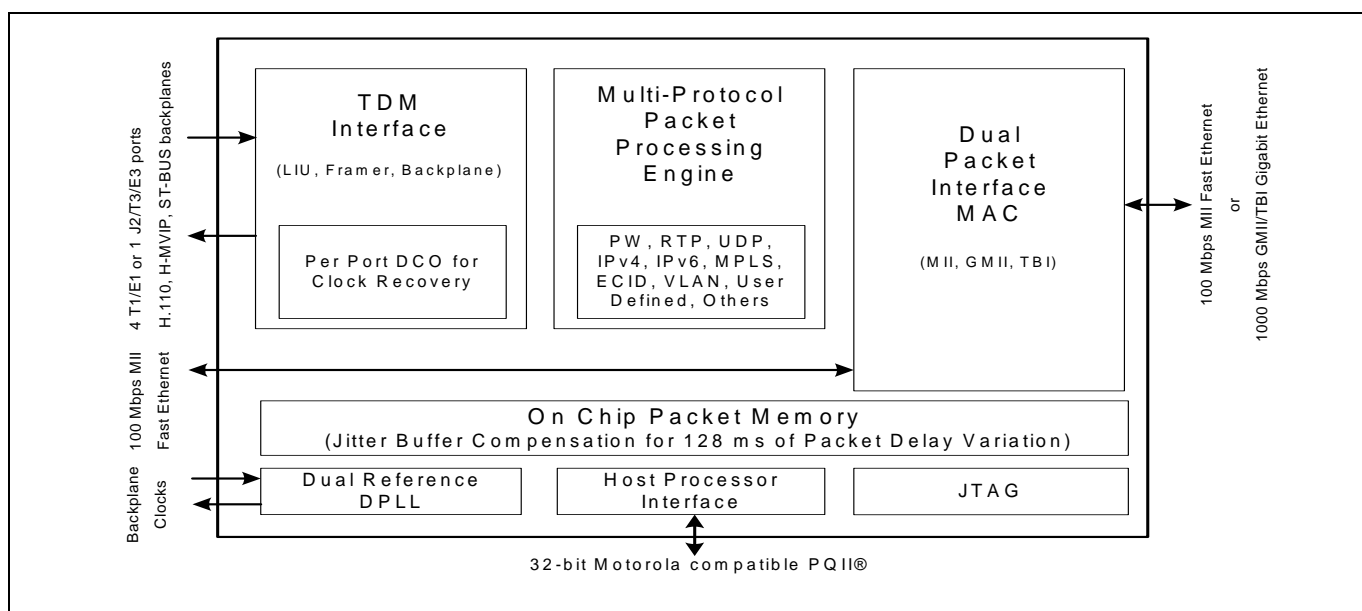 4 T1/E1 or 1 J2/T3/E3 ports
H.110, H-MVIP, ST-BUS backplanes
TDM
Interface
(LIU, Framer, Backplane)
Per Port DCO for
Clock Recovery
Multi-Protocol
Packet
Processing
Engine
PW, RTP, UDP,
IPv4, IPv6, MPLS,
ECID, VLAN, User
Defined, Others
Dual
Packet
Interface
MAC
(MII, GMII, TBI)
100 Mbps MII Fast Ethernet
or
1000 Mbps GMII/TBI Gigabit Ethernet
100 Mbps MII
Fast Ethernet
On Chip Packet Memory
(Jitter Buffer Compensation for 128 ms of Packet Delay Variation)
Backplane
Clocks
Dual Reference
DPLL
Host Processor
Interface
JTAG
32-bit Motorola compatible PQII®